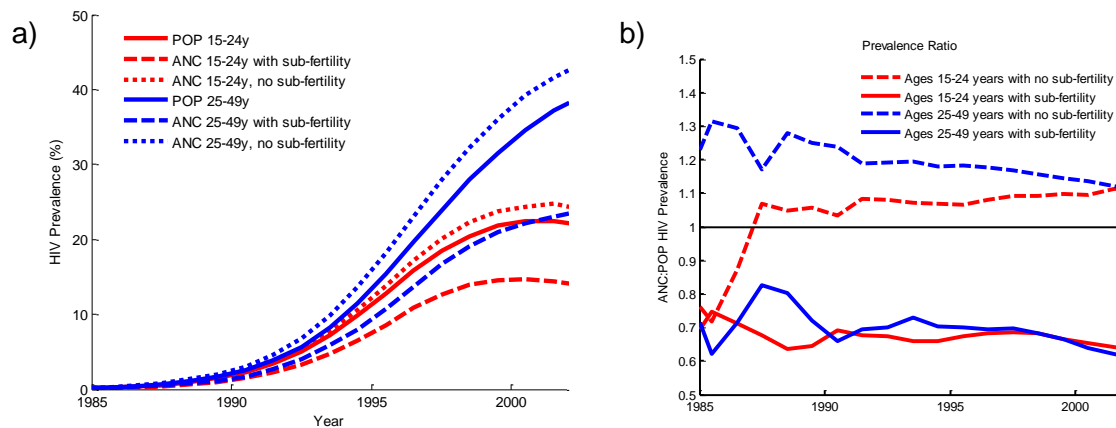 a)
50
40
30
20
10
0
HIV Prevalence (%)
POP 15-24y
ANC 15-24y with sub-fertility
ANC 15-24y, no sub-fertility
POP 25-49y
ANC 25-49y with sub-fertility
ANC 25-49y, no sub-fertility
1985 1990 1995 2000
Year
b)
Prevalence Ratio
1.5
1.4
1.3
1.2
1.1
1
0.9
0.8
0.7
0.6
0.5
ANC:POP HIV Prevalence
Ages 15-24 years with no sub-fertility
Ages 15-24 years with sub-fertility
Ages 25-49 years with no sub-fertility
Ages 25-49 years with sub-fertility
1985 1990 1995 2000